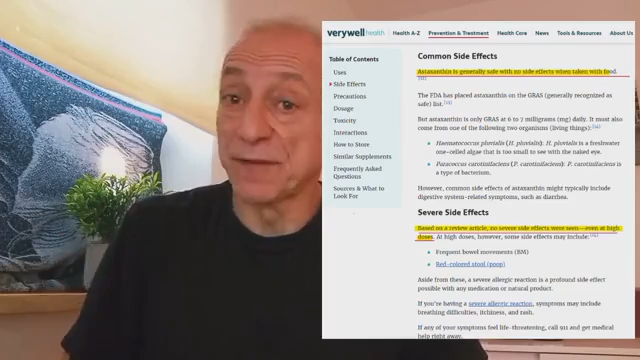 verywell health
Health A-Z
Prevention & Treatment
Health Care
News
Tools & Resources
About Us
Table of Contents
Uses
Side Effects
Precautions
Dosage
Toxicity
Interactions
How to Store
Similar Supplements
Frequently Asked
Questions
Sources & What to
Look For
Common Side Effects
Astaxanthin is generally safe with no side effects when taken with food.
The FDA has placed astaxanthin on the GRAS (generally recognized as
safe) list.
But astaxanthin is only GRAS at 6 to 7 milligrams (mg) daily. It must also
come from one of the following two organisms (living things):
Haematococcus pluvialis (H. pluvialis): H. pluvialis is a freshwater
one-celled algae that is too small to see with the naked eye.
Paracoccus carotinifaciens (P. carotinifaciens): P. carotinifaciens is
a type of bacterium.
However, common side effects of astaxanthin might typically include
digestive system-related symptoms, such as diarrhea.
Severe Side Effects
Based on a review article, no severe side effects were seen—even at high
doses. At high doses, however, some side effects may include:
Frequent bowel movements (BM)
Red-colored stool (poop)
Aside from these, a severe allergic reaction is a profound side effect
possible with any medication or natural product.
If you're having a severe allergic reaction, symptoms may include
breathing difficulties, itchiness, and rash.
If any of your symptoms feel life-threatening, call 911 and get medical
help right away.